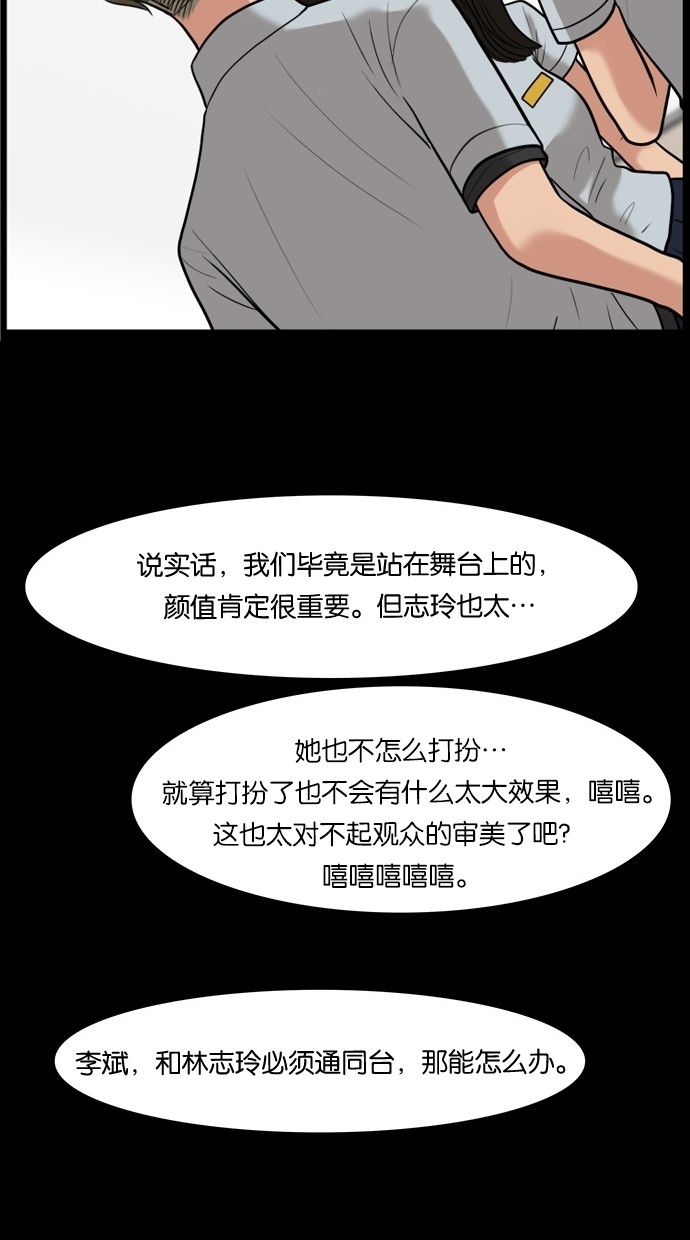 说实话，我们毕竟是站在舞台上的，
颜值肯定很重要。但志玲也太…
她也不怎么打扮…
就算打扮了也不会有什么太大效果，嘻嘻。
这也太对不起观众的审美了吧？
嘻嘻嘻嘻嘻。
李斌，和林志玲必须通同台，那能怎么办。